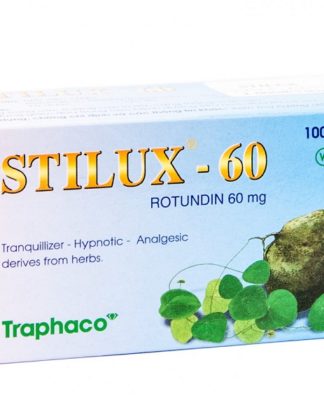 100
STILUX® - 60
ROTUNDIN 60 mg
Tranquillizer - Hypnotic - Analgesic
derives from herbs.
Traphaco